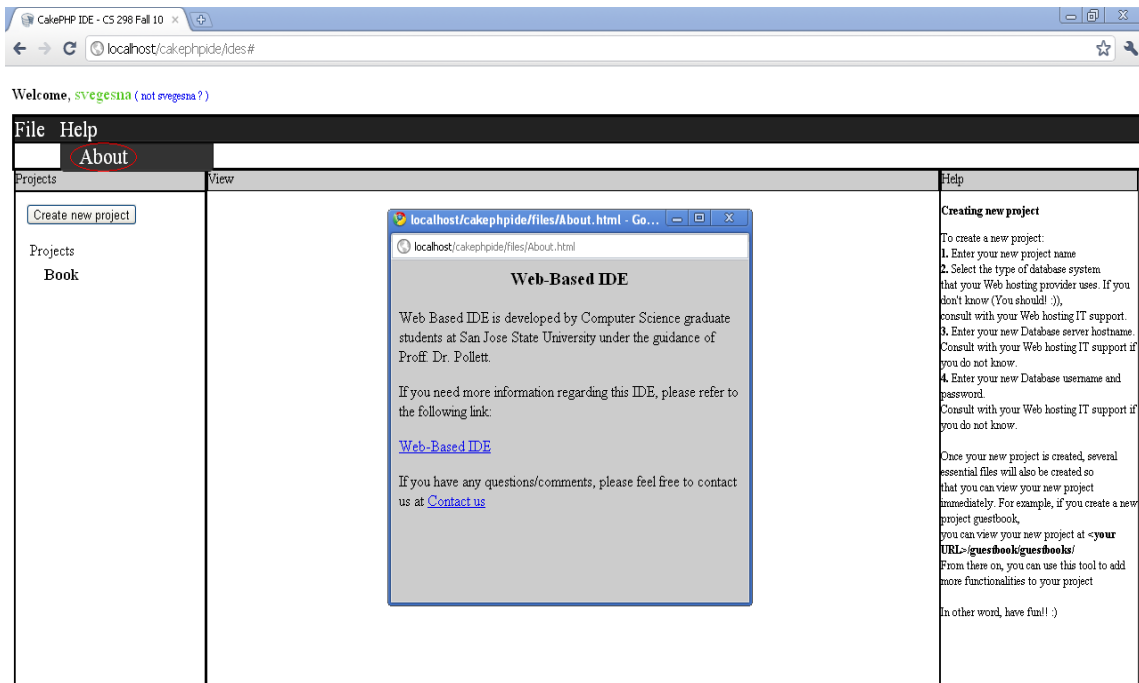 CakePHP IDE - CS 298 Fall 10
localhost/cakephpide/ides#
Welcome, svegesna ( not svegesna ? )
File Help
About
Projects
Create new project
Projects
Book
View
localhost/cakephpide/files/About.html - Go...
localhost/cakephpide/files/About.html
Web-Based IDE
Web Based IDE is developed by Computer Science graduate
students at San Jose State University under the guidance of
Proff. Dr. Pollett.
If you need more information regarding this IDE, please refer to
the following link:
Web-Based IDE
If you have any questions/comments, please feel free to contact
us at Contact us
Help
Creating new project
To create a new project:
1. Enter your new project name
2. Select the type of database system
that your Web hosting provider uses. If you
don't know (You should! :)),
consult with your Web hosting IT support.
3. Enter your new Database server hostname.
Consult with your Web hosting IT support if
you do not know.
4. Enter your new Database username and
password.
Consult with your Web hosting IT support if
you do not know.
Once your new project is created, several
essential files will also be created so
that you can view your new project
immediately. For example, if you create a new
project guestbook,
you can view your new project at <your
URL>/guestbook/guestbooks/
From there on, you can use this tool to add
more functionalities to your project
In other word, have fun!! :)